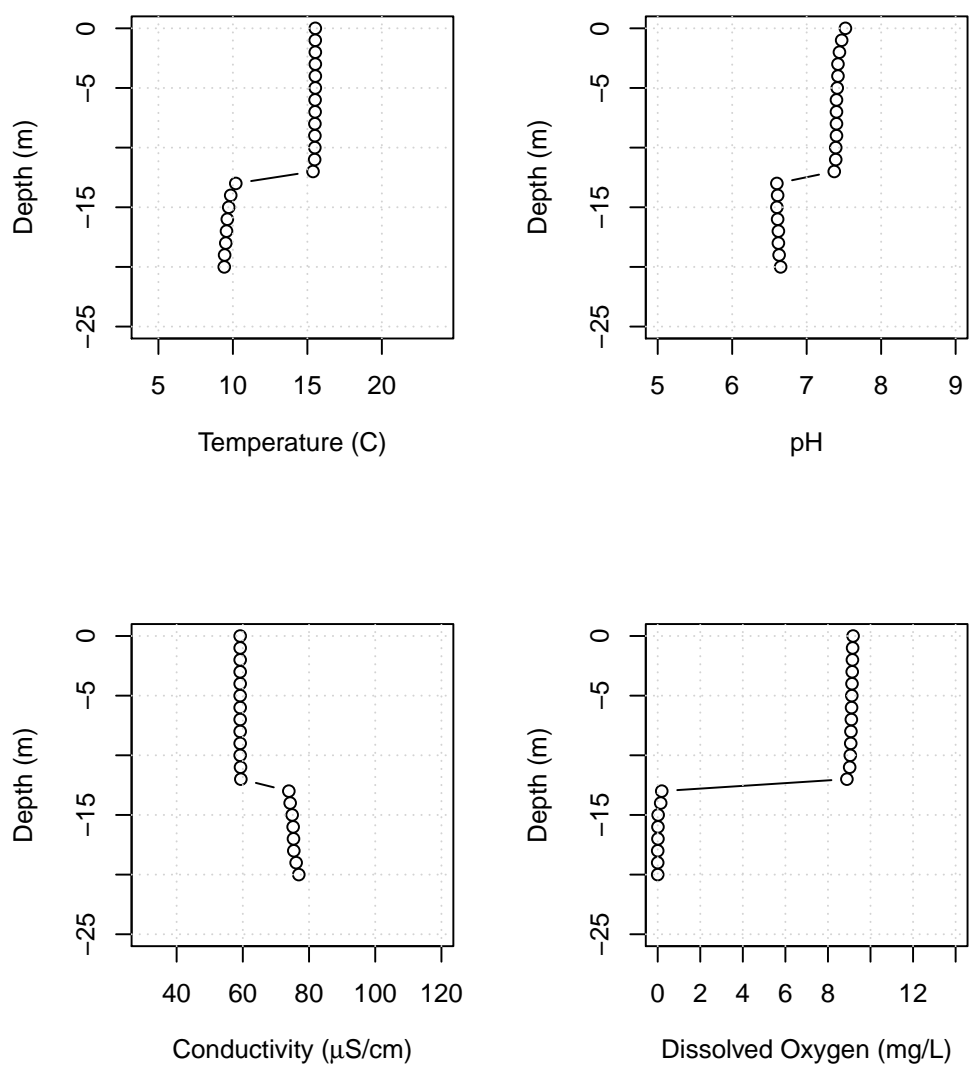 0
−5
−15
−25
Depth (m)
5 10 15 20
Temperature (C)
0
−5
−15
−25
Depth (m)
5 6 7 8 9
pH
0
−5
−15
−25
Depth (m)
40 60 80 100 120
Conductivity (μS/cm)
0
−5
−15
−25
Depth (m)
0 2 4 6 8 12
Dissolved Oxygen (mg/L)